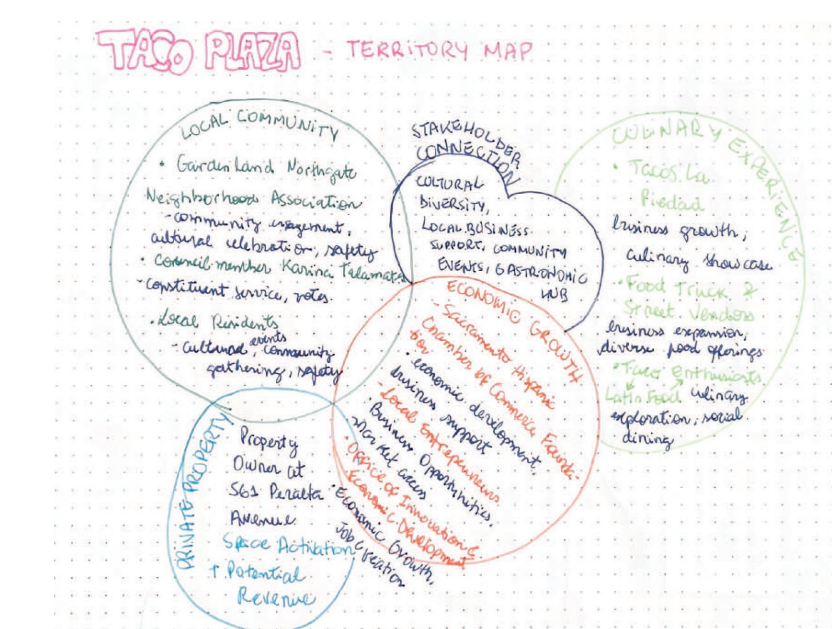 TACO PLAZA - TERRITORY MAP
LOCAL COMMUNITY
• Gardenland Northgate
Neighborhood Association
- community engagement,
cultural celebration, safety
• Council member Karina Talamantes
- constituent service, votes.
• Local Residents
- cultural events, community
gathering, safety
STAKEHOLDER
CONNECTION
CULTURAL
DIVERSITY,
LOCAL BUSINESS
SUPPORT, COMMUNITY
EVENTS, GASTRONOMIC
HUB
CULINARY EXPERIENCE
• Tacos La
Piedad
business growth,
culinary showcase
• Food Truck &
Street Vendors
business expansion,
diverse food offerings
• Taco Enthusiasts
Latin Food culinary
exploration, social
dining
ECONOMIC GROWTH
- Sacramento Hispanic
Chamber of Commerce Founda-
tion
• economic development,
business support
- Local Entrepreneurs
• Business Opportunities,
Market access
• Office of Innovation &
Economic Development
• Economic Growth,
Job Creation
PRIVATE PROPERTY
Property
Owner at
561 Peralta
Avenue
Space Activation
↑ Potential
Revenue